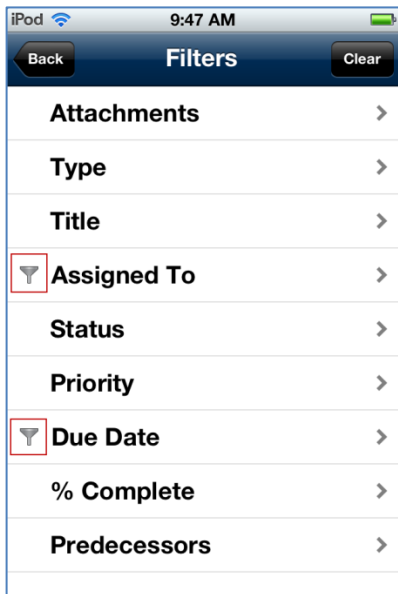 iPod 9:47 AM
Back Filters Clear
Attachments
Type
Title
Assigned To
Status
Priority
Due Date
% Complete
Predecessors